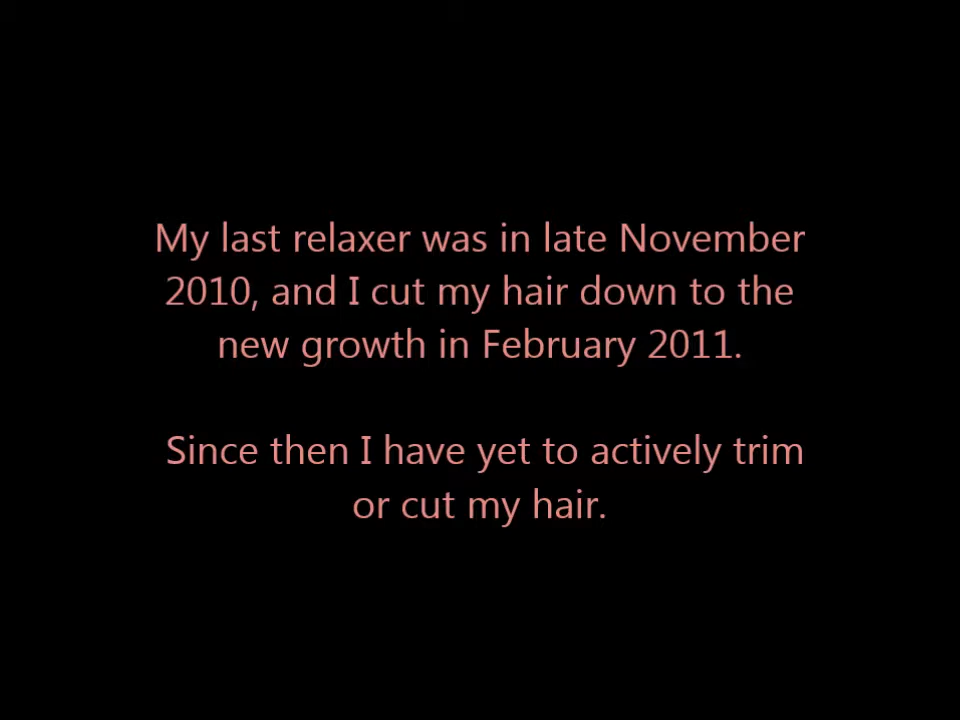 My last relaxer was in late November
2010, and I cut my hair down to the
new growth in February 2011.
Since then I have yet to actively trim
or cut my hair.